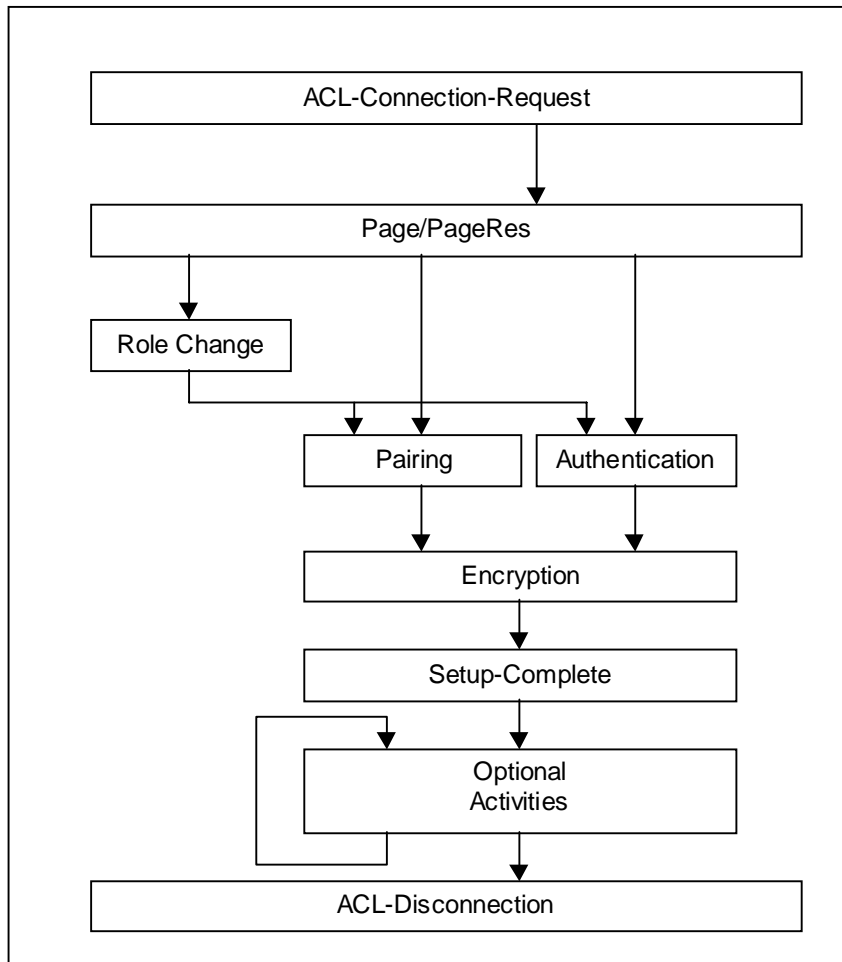 ACL-Connection-Request
Page/PageRes
Role Change
Pairing
Authentication
Encryption
Setup-Complete
Optional
Activities
ACL-Disconnection